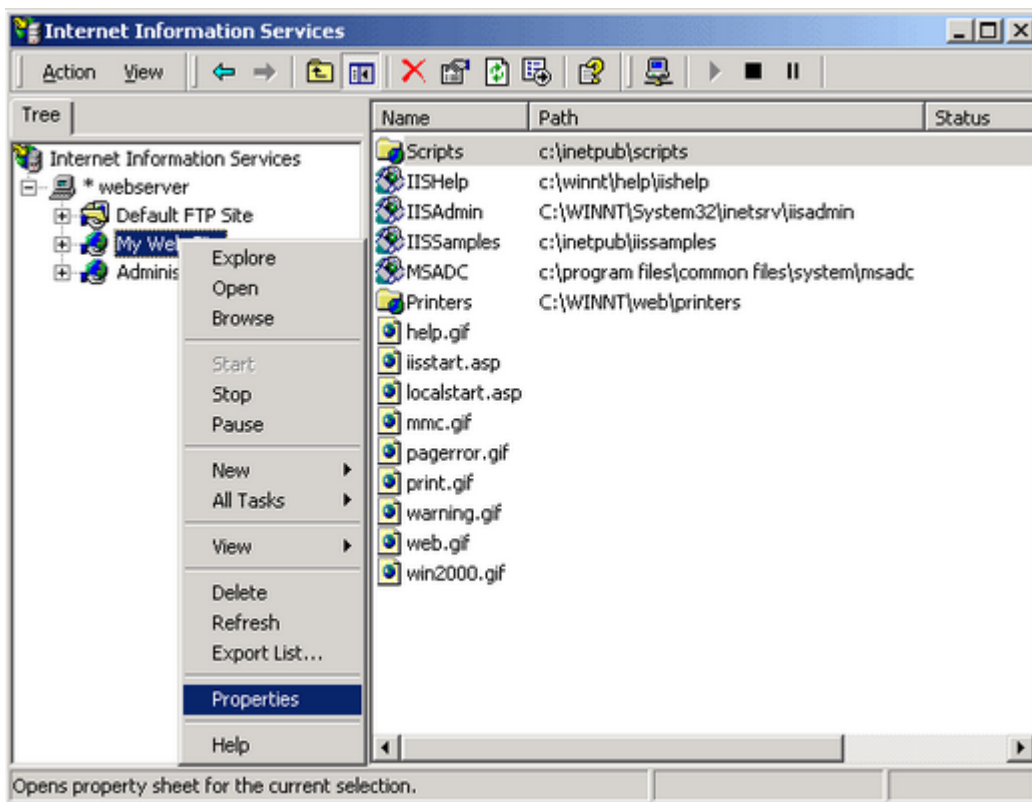 Internet Information Services
Action View
Tree
Name Path Status
Internet Information Services
* webserver
Default FTP Site
My We
Adminis
Explore
Open
Browse
Start
Stop
Pause
New
All Tasks
View
Delete
Refresh
Export List...
Properties
Help
Scripts c:\inetpub\scripts
IISHelp c:\winnt\help\iishelp
IISAdmin C:\WINNT\System32\inetsrv\iisadmin
IISSamples c:\inetpub\iissamples
MSADC c:\program files\common files\system\msadc
Printers C:\WINNT\web\printers
help.gif
iisstart.asp
localstart.asp
mmc.gif
pagerror.gif
print.gif
warning.gif
web.gif
win2000.gif
Opens property sheet for the current selection.